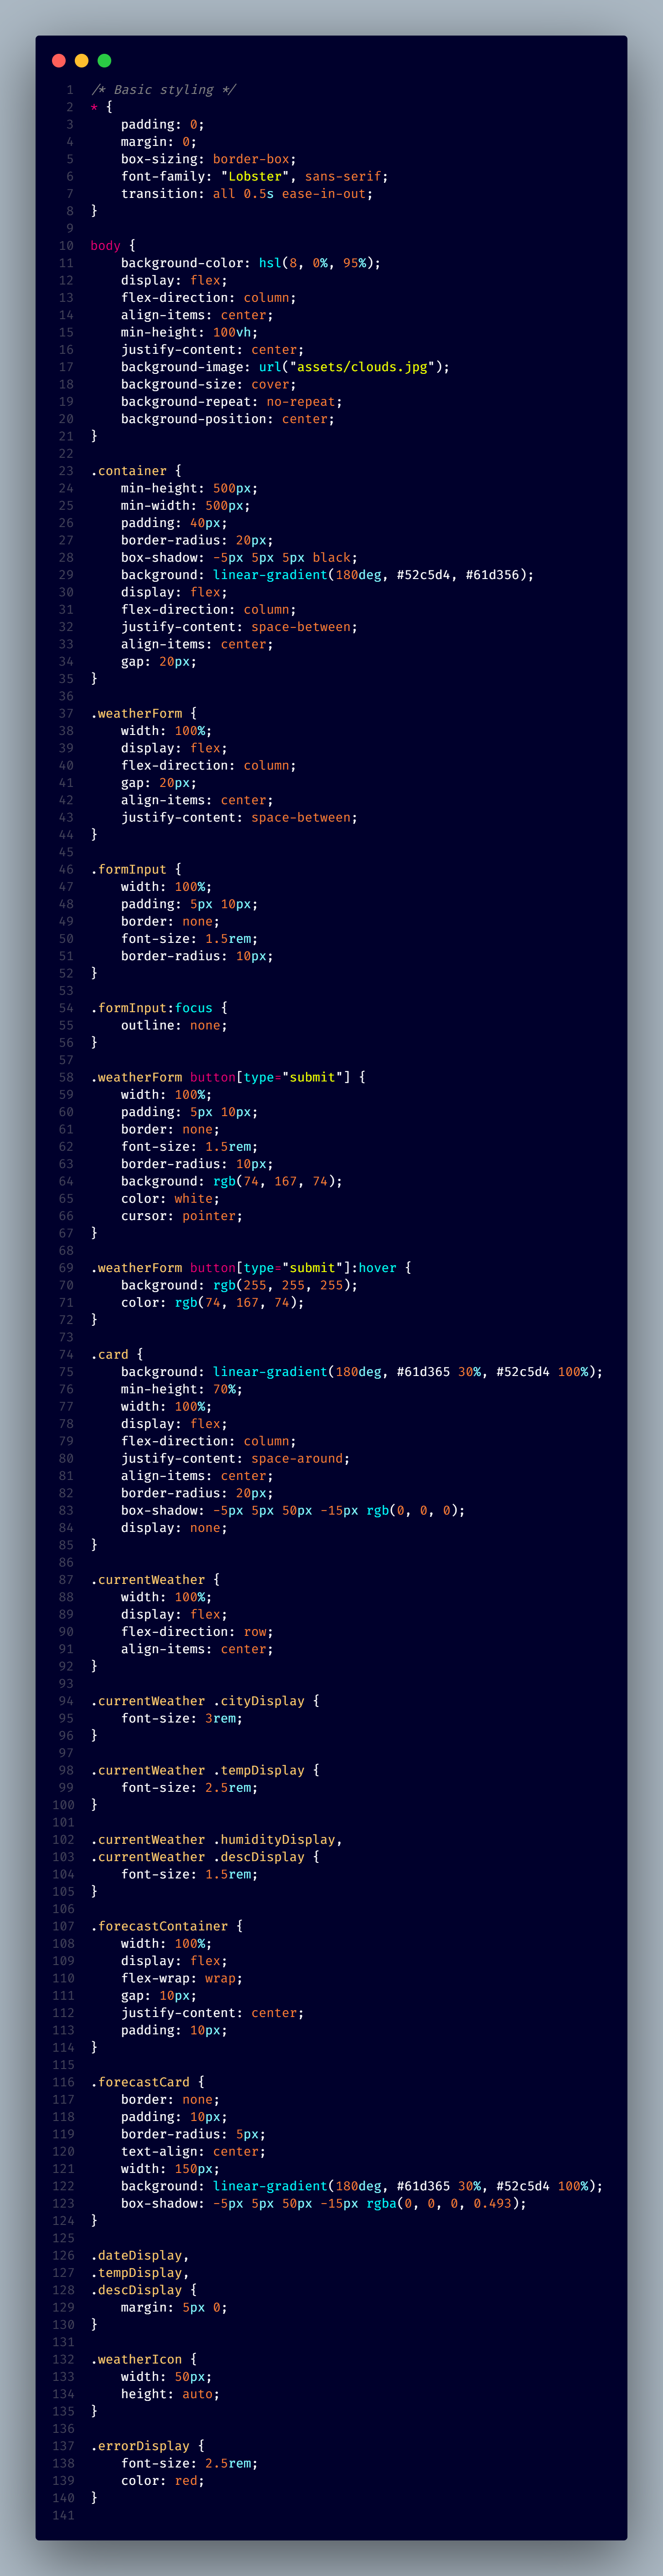 1 /* Basic styling */
2 * {
3     padding: 0;
4     margin: 0;
5     box-sizing: border-box;
6     font-family: "Lobster", sans-serif;
7     transition: all 0.5s ease-in-out;
8 }
9
10 body {
11     background-color: hsl(8, 0%, 95%);
12     display: flex;
13     flex-direction: column;
14     align-items: center;
15     min-height: 100vh;
16     justify-content: center;
17     background-image: url("assets/clouds.jpg");
18     background-size: cover;
19     background-repeat: no-repeat;
20     background-position: center;
21 }
22
23 .container {
24     min-height: 500px;
25     min-width: 500px;
26     padding: 40px;
27     border-radius: 20px;
28     box-shadow: -5px 5px 5px black;
29     background: linear-gradient(180deg, #52c5d4, #61d356);
30     display: flex;
31     flex-direction: column;
32     justify-content: space-between;
33     align-items: center;
34     gap: 20px;
35 }
36
37 .weatherForm {
38     width: 100%;
39     display: flex;
40     flex-direction: column;
41     gap: 20px;
42     align-items: center;
43     justify-content: space-between;
44 }
45
46 .formInput {
47     width: 100%;
48     padding: 5px 10px;
49     border: none;
50     font-size: 1.5rem;
51     border-radius: 10px;
52 }
53
54 .formInput:focus {
55     outline: none;
56 }
57
58 .weatherForm button[type="submit"] {
59     width: 100%;
60     padding: 5px 10px;
61     border: none;
62     font-size: 1.5rem;
63     border-radius: 10px;
64     background: rgb(74, 167, 74);
65     color: white;
66     cursor: pointer;
67 }
68
69 .weatherForm button[type="submit"]:hover {
70     background: rgb(255, 255, 255);
71     color: rgb(74, 167, 74);
72 }
73
74 .card {
75     background: linear-gradient(180deg, #61d365 30%, #52c5d4 100%);
76     min-height: 70%;
77     width: 100%;
78     display: flex;
79     flex-direction: column;
80     justify-content: space-around;
81     align-items: center;
82     border-radius: 20px;
83     box-shadow: -5px 5px 50px -15px rgb(0, 0, 0);
84     display: none;
85 }
86
87 .currentWeather {
88     width: 100%;
89     display: flex;
90     flex-direction: row;
91     align-items: center;
92 }
93
94 .currentWeather .cityDisplay {
95     font-size: 3rem;
96 }
97
98 .currentWeather .tempDisplay {
99     font-size: 2.5rem;
100 }
101
102 .currentWeather .humidityDisplay,
103 .currentWeather .descDisplay {
104     font-size: 1.5rem;
105 }
106
107 .forecastContainer {
108     width: 100%;
109     display: flex;
110     flex-wrap: wrap;
111     gap: 10px;
112     justify-content: center;
113     padding: 10px;
114 }
115
116 .forecastCard {
117     border: none;
118     padding: 10px;
119     border-radius: 5px;
120     text-align: center;
121     width: 150px;
122     background: linear-gradient(180deg, #61d365 30%, #52c5d4 100%);
123     box-shadow: -5px 5px 50px -15px rgba(0, 0, 0, 0.493);
124 }
125
126 .dateDisplay,
127 .tempDisplay,
128 .descDisplay {
129     margin: 5px 0;
130 }
131
132 .weatherIcon {
133     width: 50px;
134     height: auto;
135 }
136
137 .errorDisplay {
138     font-size: 2.5rem;
139     color: red;
140 }
141